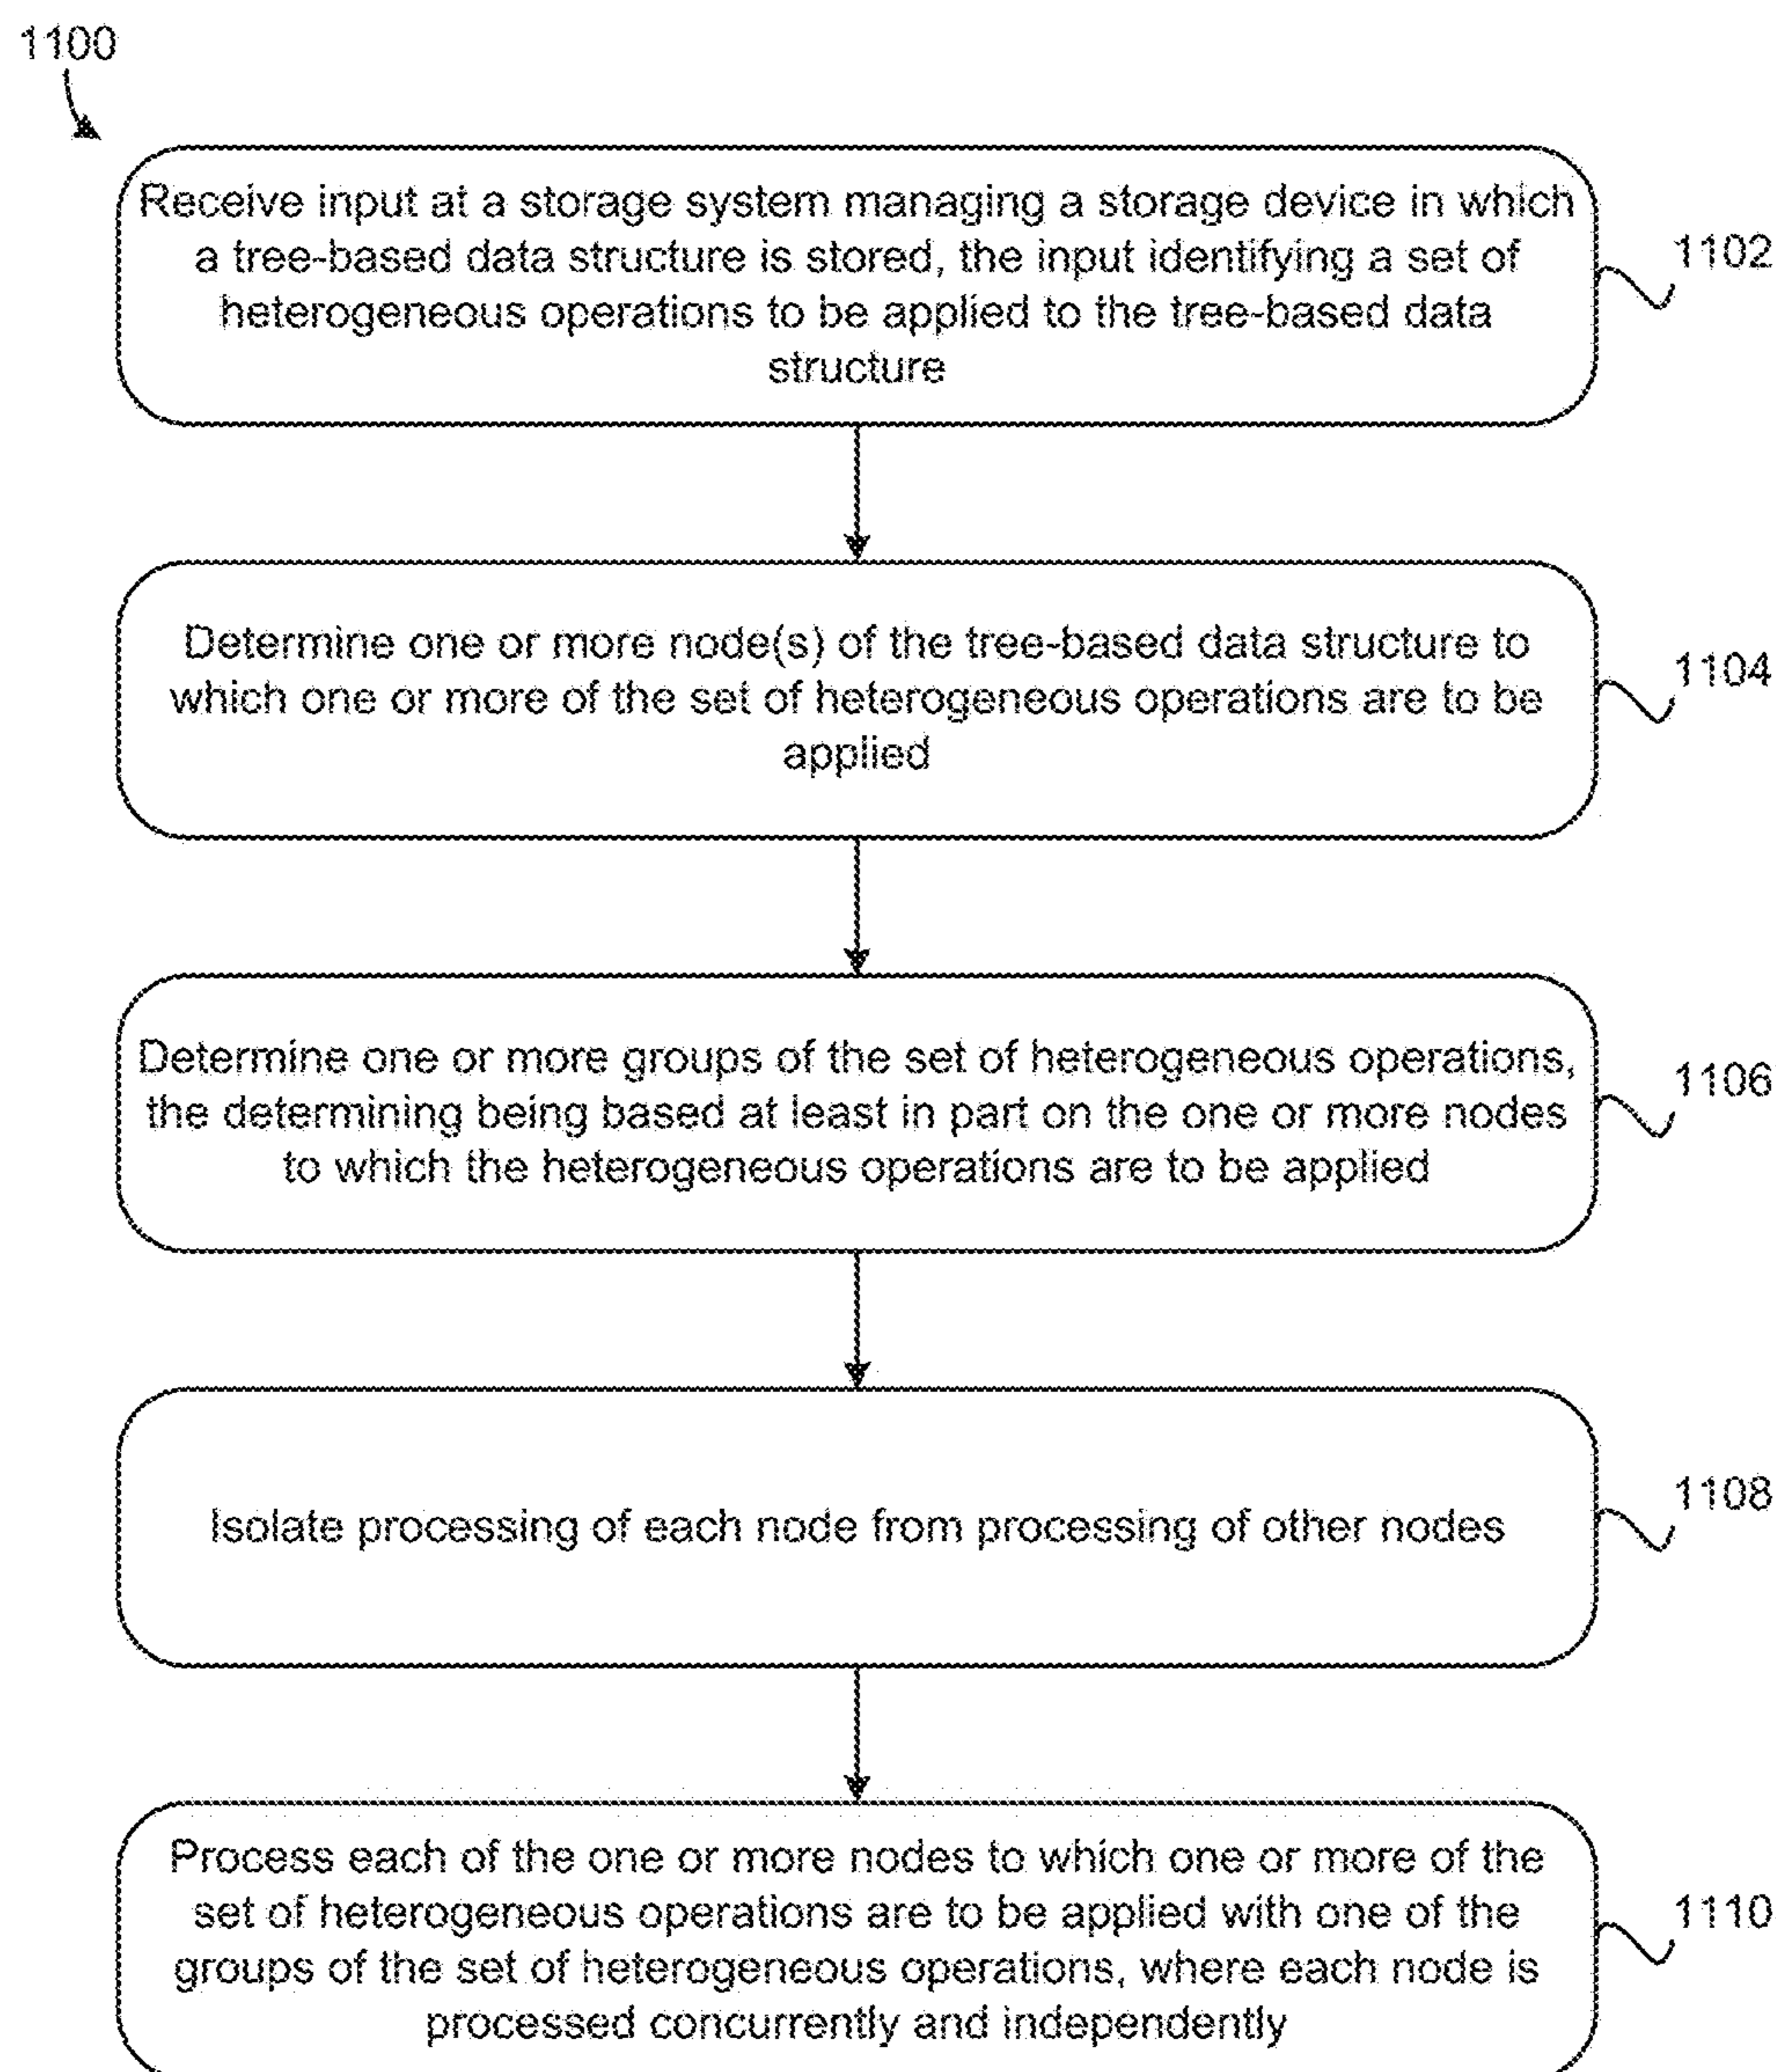 1100
Receive input at a storage system managing a storage device in which
a tree-based data structure is stored, the input identifying a set of
heterogeneous operations to be applied to the tree-based data
structure
1102
Determine one or more node(s) of the tree-based data structure to
which one or more of the set of heterogeneous operations are to be
applied
1104
Determine one or more groups of the set of heterogeneous operations,
the determining being based at least in part on the one or more nodes
to which the heterogeneous operations are to be applied
1106
Isolate processing of each node from processing of other nodes
1108
Process each of the one or more nodes to which one or more of the
set of heterogeneous operations are to be applied with one of the
groups of the set of heterogeneous operations, where each node is
processed concurrently and independently
1110